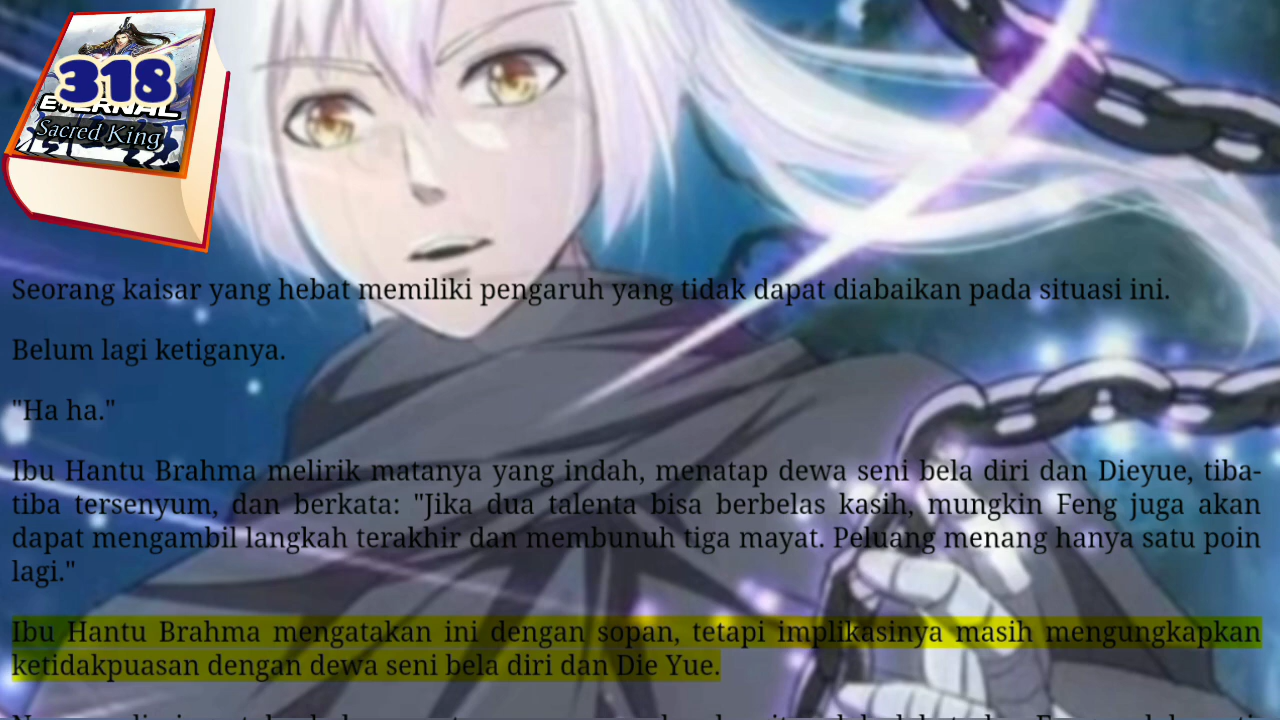 318
ETERNAL
Sacred King
Seorang kaisar yang hebat memiliki pengaruh yang tidak dapat diabaikan pada situasi ini.
Belum lagi ketiganya.
"Ha ha."
Ibu Hantu Brahma melirik matanya yang indah, menatap dewa seni bela diri dan Dieyue, tiba-
tiba tersenyum, dan berkata: "Jika dua talenta bisa berbelas kasih, mungkin Feng juga akan
dapat mengambil langkah terakhir dan membunuh tiga mayat. Peluang menang hanya satu poin
lagi."
Ibu Hantu Brahma mengatakan ini dengan sopan, tetapi implikasinya masih mengungkapkan
ketidakpuasan dengan dewa seni bela diri dan Die Yue.